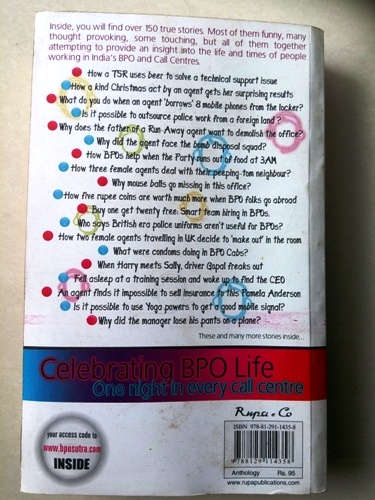 Inside, you will find over 150 true stories. Most of them funny, many
thought provoking, some touching, but all of them together
attempting to provide an insight into the life and times of people
working in India's BPO and Call Centres.
How a TSR uses beer to solve a technical support issue
How a kind Christmas act by an agent gets her surprising results
What do you do when an agent 'borrows' 8 mobile phones from the locker?
Is it possible to outsource police work from a foreign land?
Why does the father of a Run-Away agent want to demolish the office?
Why did the agent face the bomb disposal squad?
How BPOs help when the Party runs out of food at 3AM
How three female agents deal with their peeping-tom neighbour?
Why mouse balls go missing in this office?
How five rupee coins are worth much more when BPO folks go abroad
Buy one get twenty free: Smart team hiring in BPOs.
Who says British era police uniforms aren't useful for BPOs?
How two female agents travelling in UK decide to 'make out' in the room
What were condoms doing in BPO Cabs?
When Harry meets Sally, driver Gopal freaks out
Fell asleep at a training session and woke up to find the CEO
An agent finds it impossible to sell insurance to this Pamela Anderson
Is it possible to use Yoga powers to get a good mobile signal?
Why did the manager lose his pants on a plane?
These and many more stories inside...
Celebrating BPO Life
One night in every call centre
Rupa & Co
your access code to
www.bposutra.com
INSIDE
ISBN 978-81-291-1435-8
9788129114358
Anthology Rs. 95
www.rupapublications.com